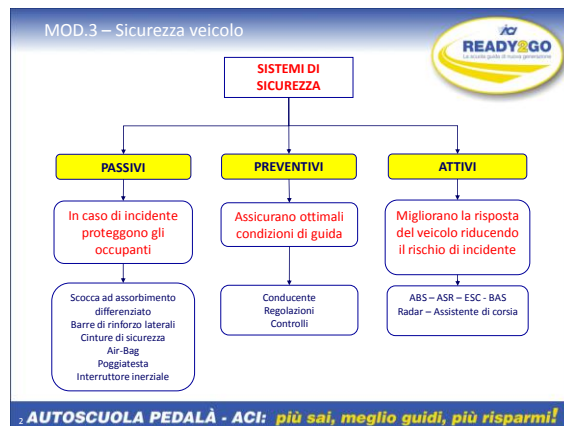 MOD.3 – Sicurezza veicolo
ACI
READY2GO
La scuola guida di nuova generazione
SISTEMI DI
SICUREZZA
PASSIVI
PREVENTIVI
ATTIVI
In caso di incidente
proteggono gli
occupanti
Assicurano ottimali
condizioni di guida
Migliorano la risposta
del veicolo riducendo
il rischio di incidente
Scocca ad assorbimento
differenziato
Barre di rinforzo laterali
Cinture di sicurezza
Air-Bag
Poggiatesta
Interruttore inerziale
Conducente
Regolazioni
Controlli
ABS – ASR – ESC - BAS
Radar – Assistente di corsia
2 AUTOSCUOLA PEDALÀ - ACI: più sai, meglio guidi, più risparmi!